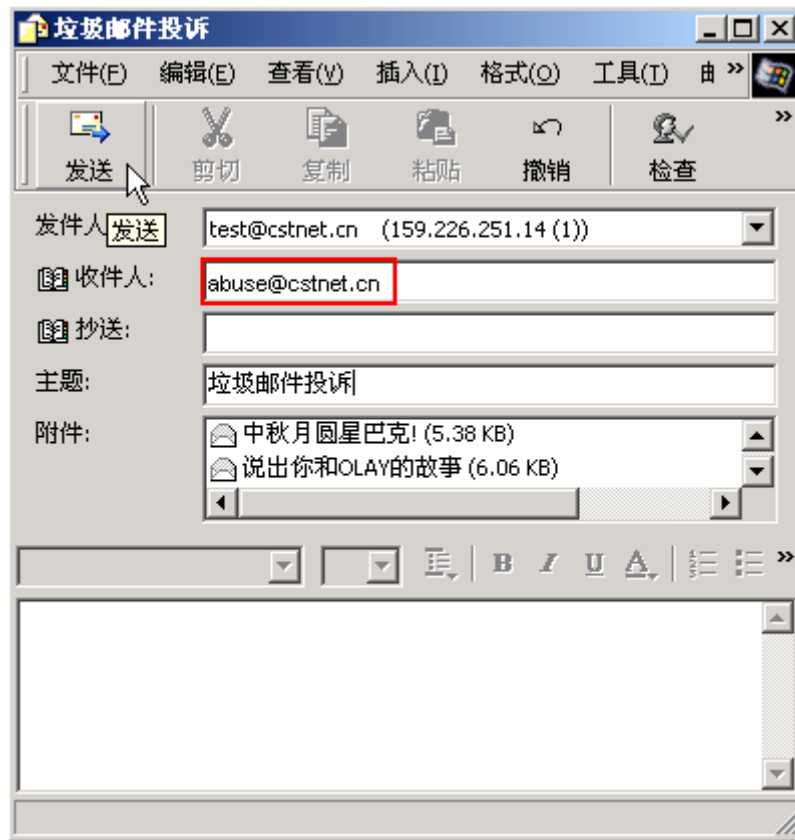 垃圾邮件投诉
文件(F) 编辑(E) 查看(V) 插入(I) 格式(O) 工具(T) 由 »
发送 剪切 复制 粘贴 撤销 检查 »
发件人 发送 test@cstnet.cn (159.226.251.14 (1))
收件人: abuse@cstnet.cn
抄送:
主题: 垃圾邮件投诉
附件: 中秋月圆星巴克! (5.38 KB)
说出你和OLAY的故事 (6.06 KB)
B I U A »